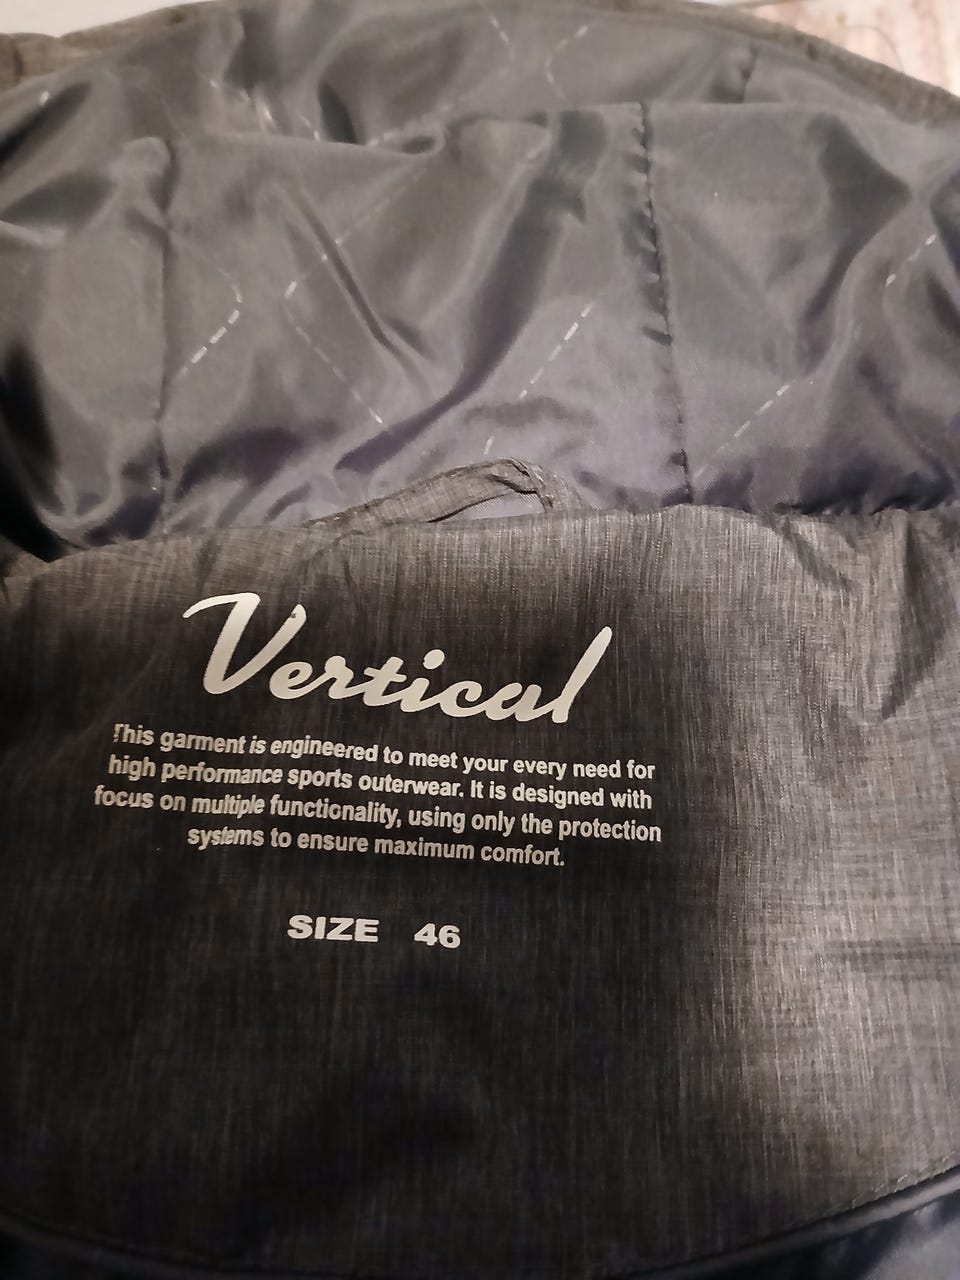 Vertical
This garment is engineered to meet your every need for
high performance sports outerwear. It is designed with
focus on multiple functionality, using only the protection
systems to ensure maximum comfort.
SIZE 46